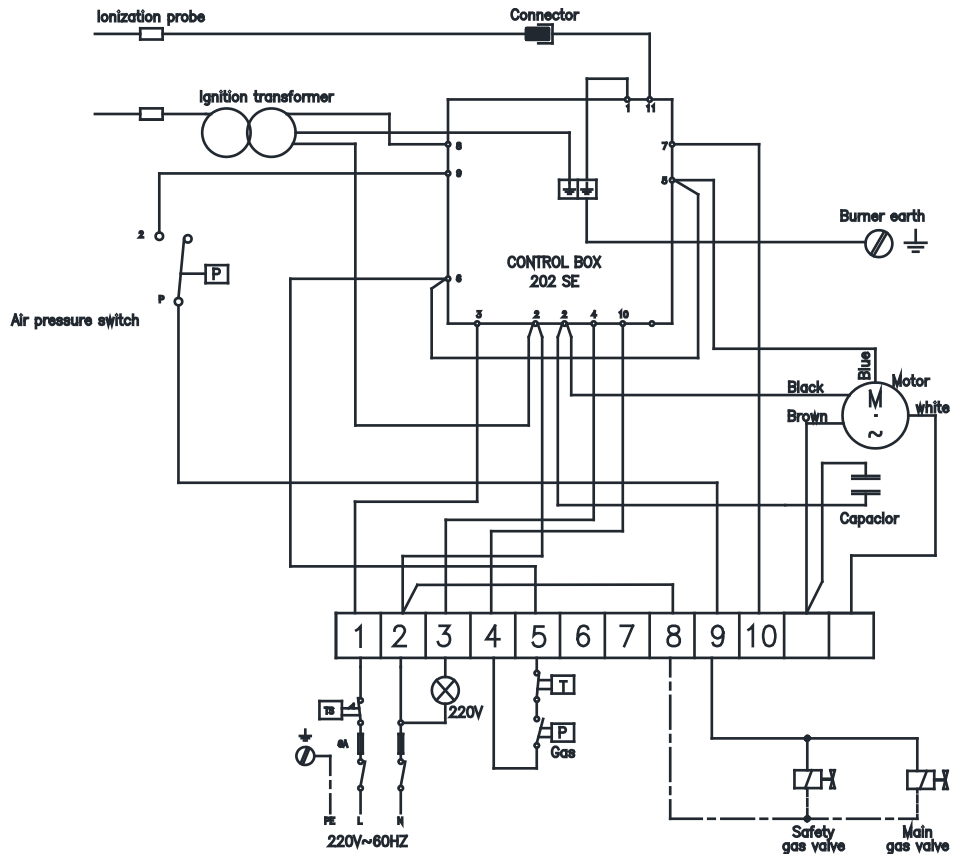 Ionization probe
Connector
Ignition transformer
1 11
8
7
9
5
2
P
Burner earth
P
CONTROL BOX
202 SE
6
Air pressure switch
3 2 2 4 10
Blue
Motor
Black
M
white
Brown
~
Capacior
1 2 3 4 5 6 7 8 9 10
T
TS
220V
P
6A
Gas
PE L N
220V~60HZ
Safety
gas valve
Main
gas valve